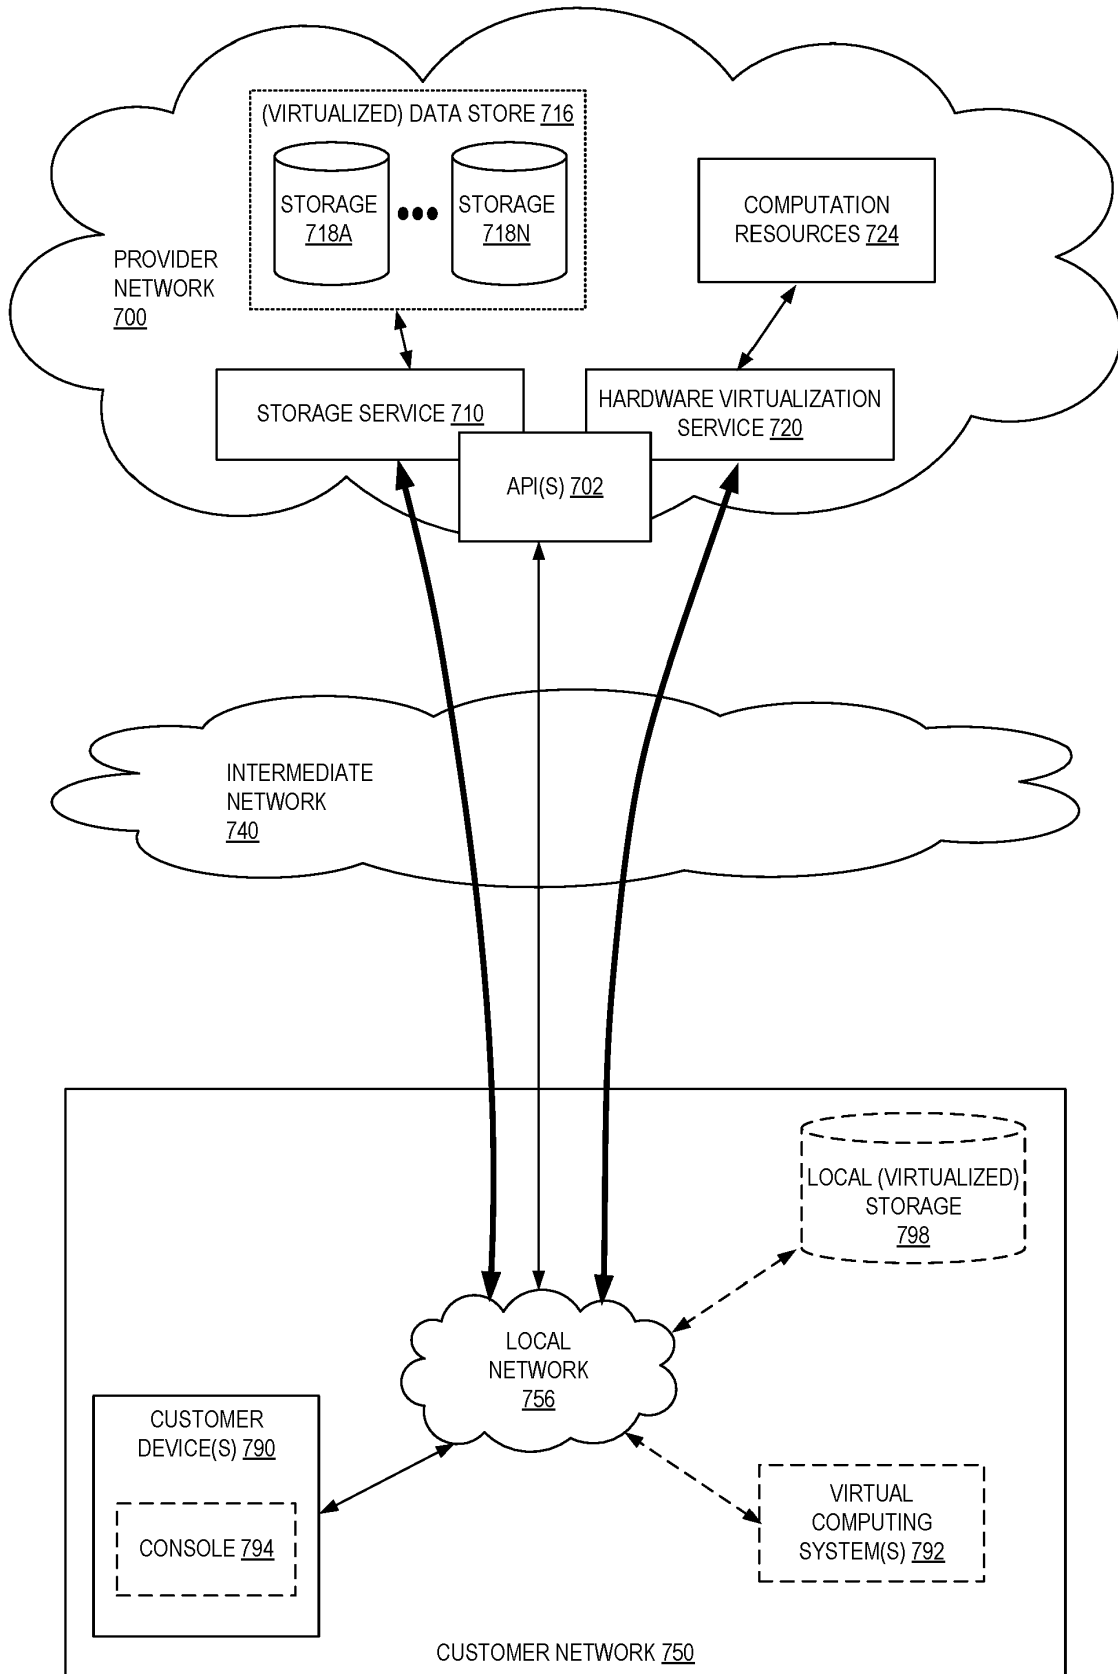 (VIRTUALIZED) DATA STORE 716
STORAGE
718A
STORAGE
718N
COMPUTATION
RESOURCES 724
PROVIDER
NETWORK
700
STORAGE SERVICE 710
HARDWARE VIRTUALIZATION
SERVICE 720
API(S) 702
INTERMEDIATE
NETWORK
740
LOCAL (VIRTUALIZED)
STORAGE
798
LOCAL
NETWORK
756
CUSTOMER
DEVICE(S) 790
CONSOLE 794
VIRTUAL
COMPUTING
SYSTEM(S) 792
CUSTOMER NETWORK 750